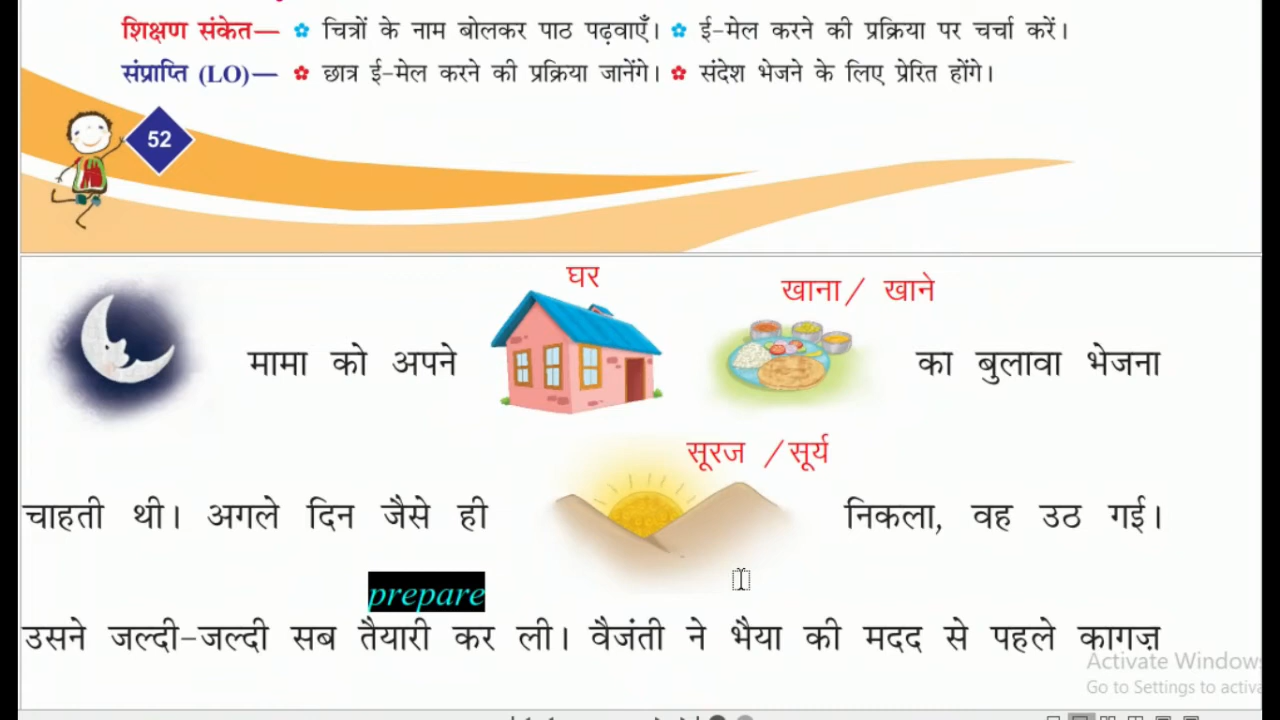 शिक्षण संकेत— ✿ चित्रों के नाम बोलकर पाठ पढ़वाएँ। ✿ ई-मेल करने की प्रक्रिया पर चर्चा करें।
संप्राप्ति (LO)— ✿ छात्र ई-मेल करने की प्रक्रिया जानेंगे। ✿ संदेश भेजने के लिए प्रेरित होंगे।
52
घर
खाना/ खाने
मामा को अपने का बुलावा भेजना
सूरज /सूर्य
चाहती थी। अगले दिन जैसे ही निकला, वह उठ गई।
prepare
उसने जल्दी-जल्दी सब तैयारी कर ली। वैजंती ने भैया की मदद से पहले कागज़
Activate Windows
Go to Settings to activa